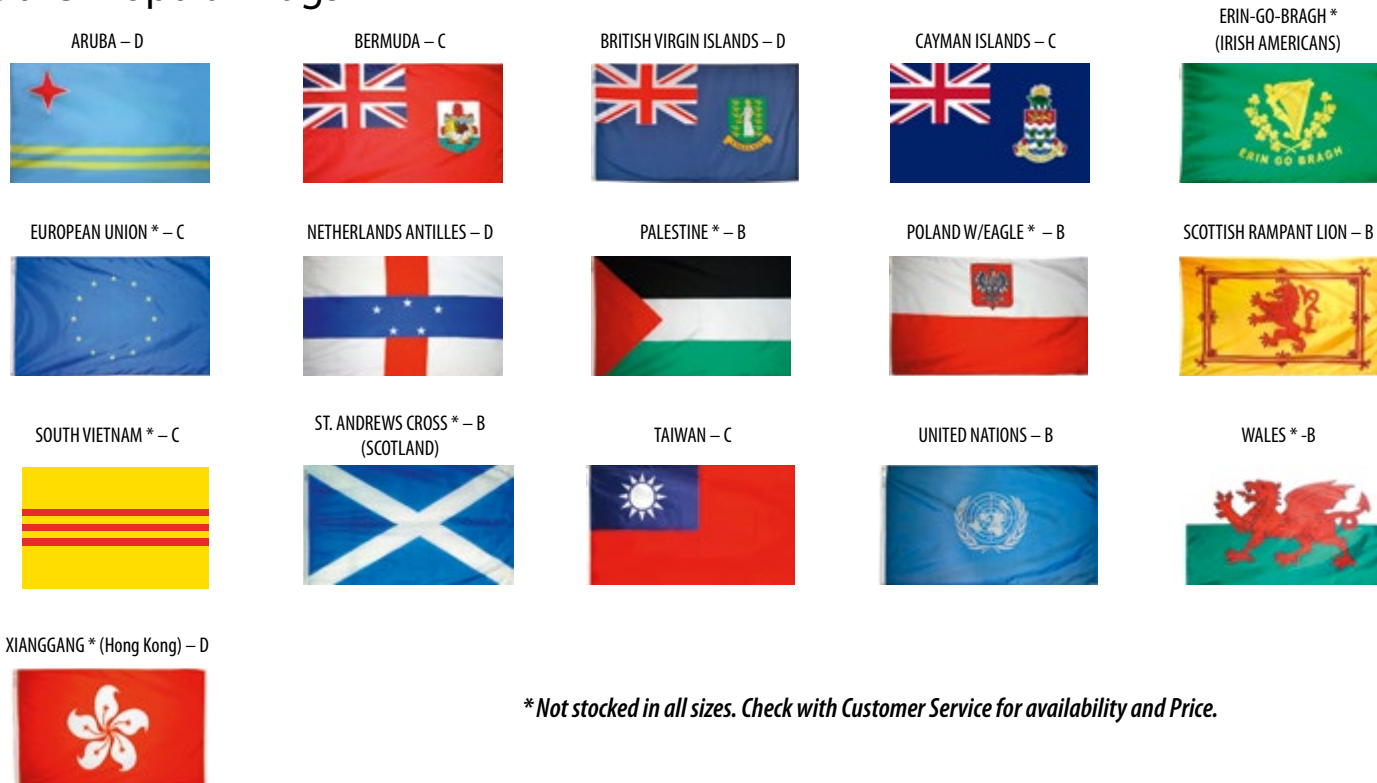 ARUBA – D
BERMUDA – C
BRITISH VIRGIN ISLANDS – D
CAYMAN ISLANDS – C
ERIN-GO-BRAGH *
(IRISH AMERICANS)
ERIN GO BRAGH
EUROPEAN UNION * – C
NETHERLANDS ANTILLES – D
PALESTINE * – B
POLAND W/EAGLE * – B
SCOTTISH RAMPANT LION – B
SOUTH VIETNAM * – C
ST. ANDREWS CROSS * – B
(SCOTLAND)
TAIWAN – C
UNITED NATIONS – B
WALES * -B
XIANGGANG * (Hong Kong) – D
* Not stocked in all sizes. Check with Customer Service for availability and Price.